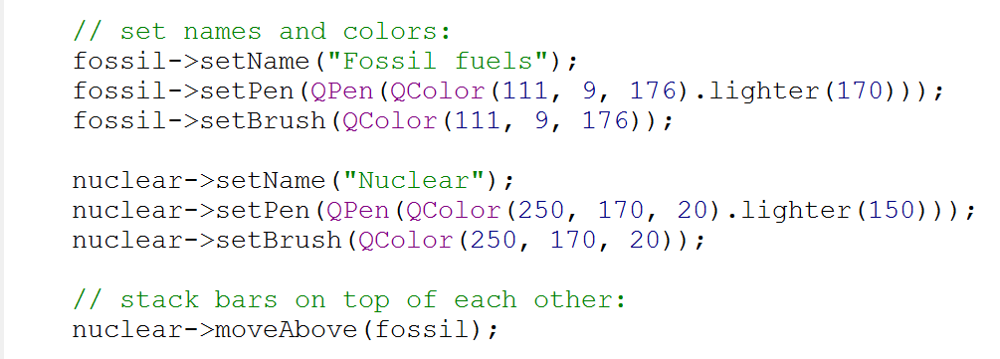 // set names and colors:
fossil->setName("Fossil fuels");
fossil->setPen(QPen(QColor(111, 9, 176).lighter(170)));
fossil->setBrush(QColor(111, 9, 176));
nuclear->setName("Nuclear");
nuclear->setPen(QPen(QColor(250, 170, 20).lighter(150)));
nuclear->setBrush(QColor(250, 170, 20));
// stack bars on top of each other:
nuclear->moveAbove(fossil);